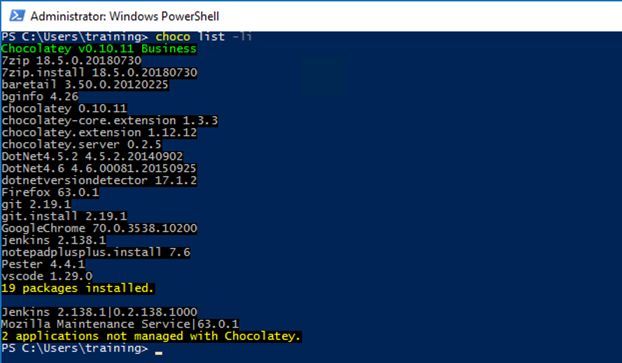 Administrator: Windows PowerShell
PS C:\Users\training> choco list -li
Chocolatey v0.10.11 Business
7zip 18.5.0.20180730
7zip.install 18.5.0.20180730
baretail 3.50.0.20120225
bginfo 4.26
chocolatey 0.10.11
chocolatey-core.extension 1.3.3
chocolatey.extension 1.12.12
chocolatey.server 0.2.5
DotNet4.5.2 4.5.2.20140902
DotNet4.6 4.6.00081.20150925
dotnetversiondetector 17.1.2
Firefox 63.0.1
git 2.19.1
git.install 2.19.1
GoogleChrome 70.0.3538.10200
jenkins 2.138.1
notepadplusplus.install 7.6
Pester 4.4.1
vscode 1.29.0
19 packages installed.
Jenkins 2.138.1|0.2.138.1000
Mozilla Maintenance Service|63.0.1
2 applications not managed with Chocolatey.
PS C:\Users\training> _